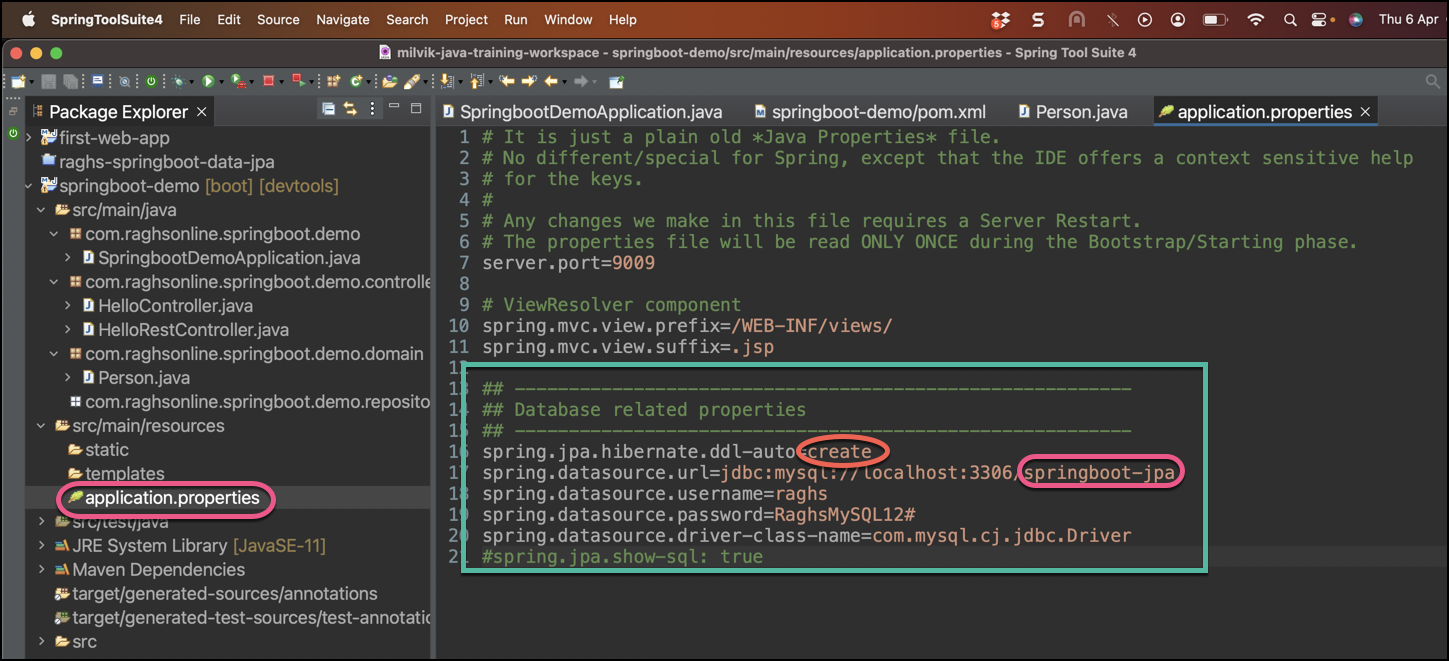 SpringToolSuite4 File Edit Source Navigate Search Project Run Window Help Thu 6 Apr
milvik-java-training-workspace - springboot-demo/src/main/resources/application.properties - Spring Tool Suite 4
Package Explorer
first-web-app
raghs-springboot-data-jpa
springboot-demo [boot] [devtools]
src/main/java
com.raghsonline.springboot.demo
SpringbootDemoApplication.java
com.raghsonline.springboot.demo.controlle
HelloController.java
HelloRestController.java
com.raghsonline.springboot.demo.domain
Person.java
com.raghsonline.springboot.demo.reposito
src/main/resources
static
templates
application.properties
src/test/java
JRE System Library [JavaSE-11]
Maven Dependencies
target/generated-sources/annotations
target/generated-test-sources/test-annotatic
src
SpringbootDemoApplication.java springboot-demo/pom.xml Person.java application.properties
1 # It is just a plain old *Java Properties* file.
2 # No different/special for Spring, except that the IDE offers a context sensitive help
3 # for the keys.
4 #
5 # Any changes we make in this file requires a Server Restart.
6 # The properties file will be read ONLY ONCE during the Bootstrap/Starting phase.
7 server.port=9009
8
9 # ViewResolver component
10 spring.mvc.view.prefix=/WEB-INF/views/
11 spring.mvc.view.suffix=.jsp
12
13 ## ---------------------------------------------------------
14 ## Database related properties
15 ## ---------------------------------------------------------
16 spring.jpa.hibernate.ddl-auto=create
17 spring.datasource.url=jdbc:mysql://localhost:3306/springboot-jpa
18 spring.datasource.username=raghs
19 spring.datasource.password=RaghsMySQL12#
20 spring.datasource.driver-class-name=com.mysql.cj.jdbc.Driver
21 #spring.jpa.show-sql: true